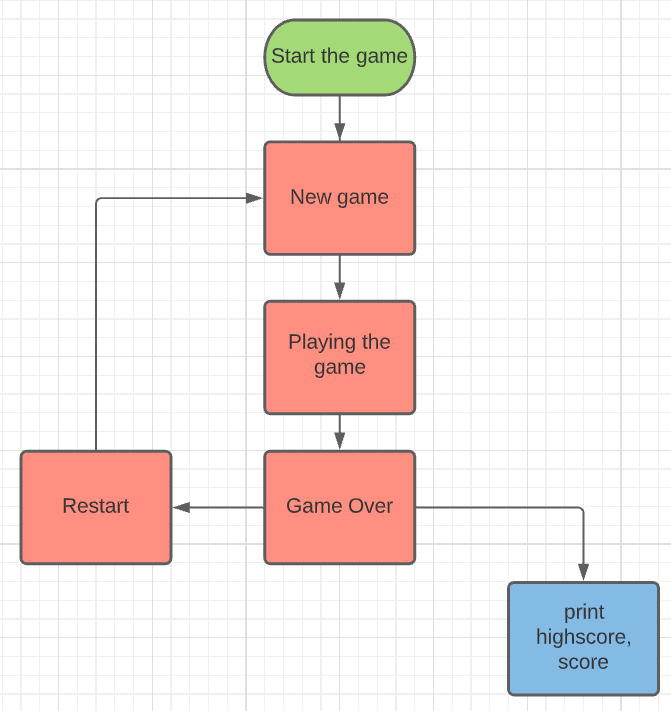 Start the game
New game
Playing the
game
Restart
Game Over
print
highscore,
score